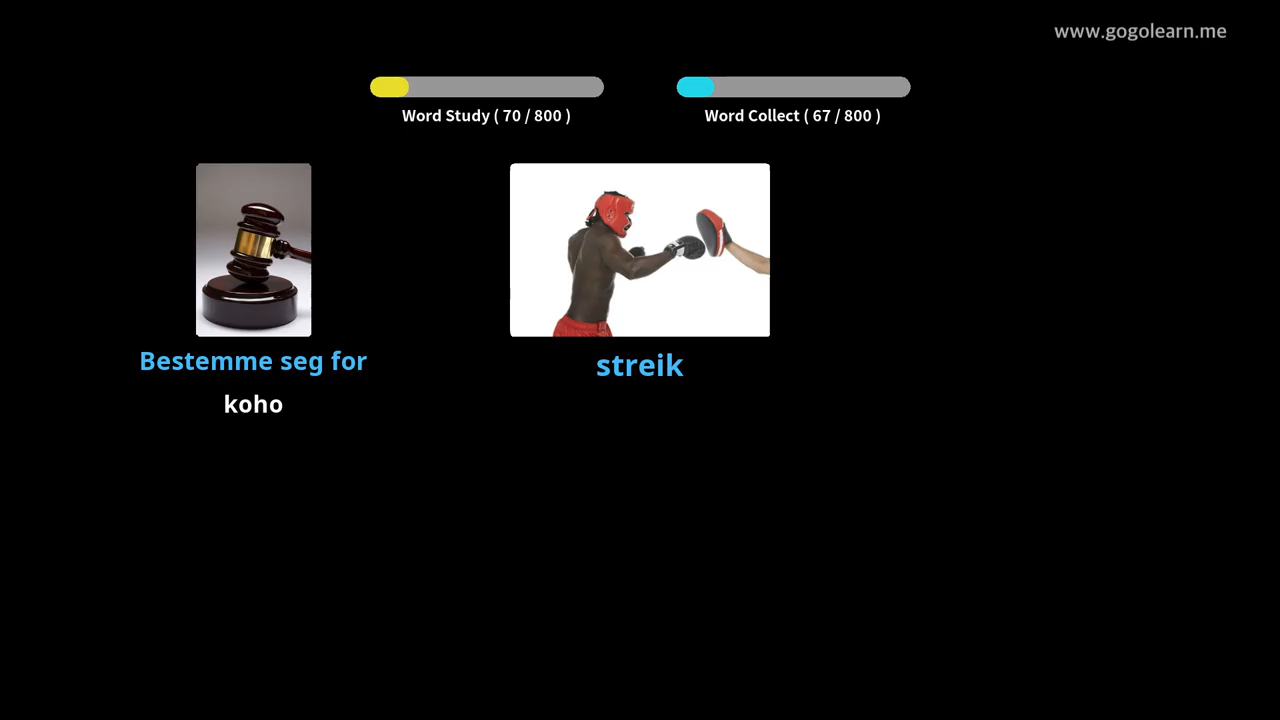 www.gogolearn.me
Word Study ( 70 / 800 )
Word Collect ( 67 / 800 )
Bestemme seg for
koho
streik